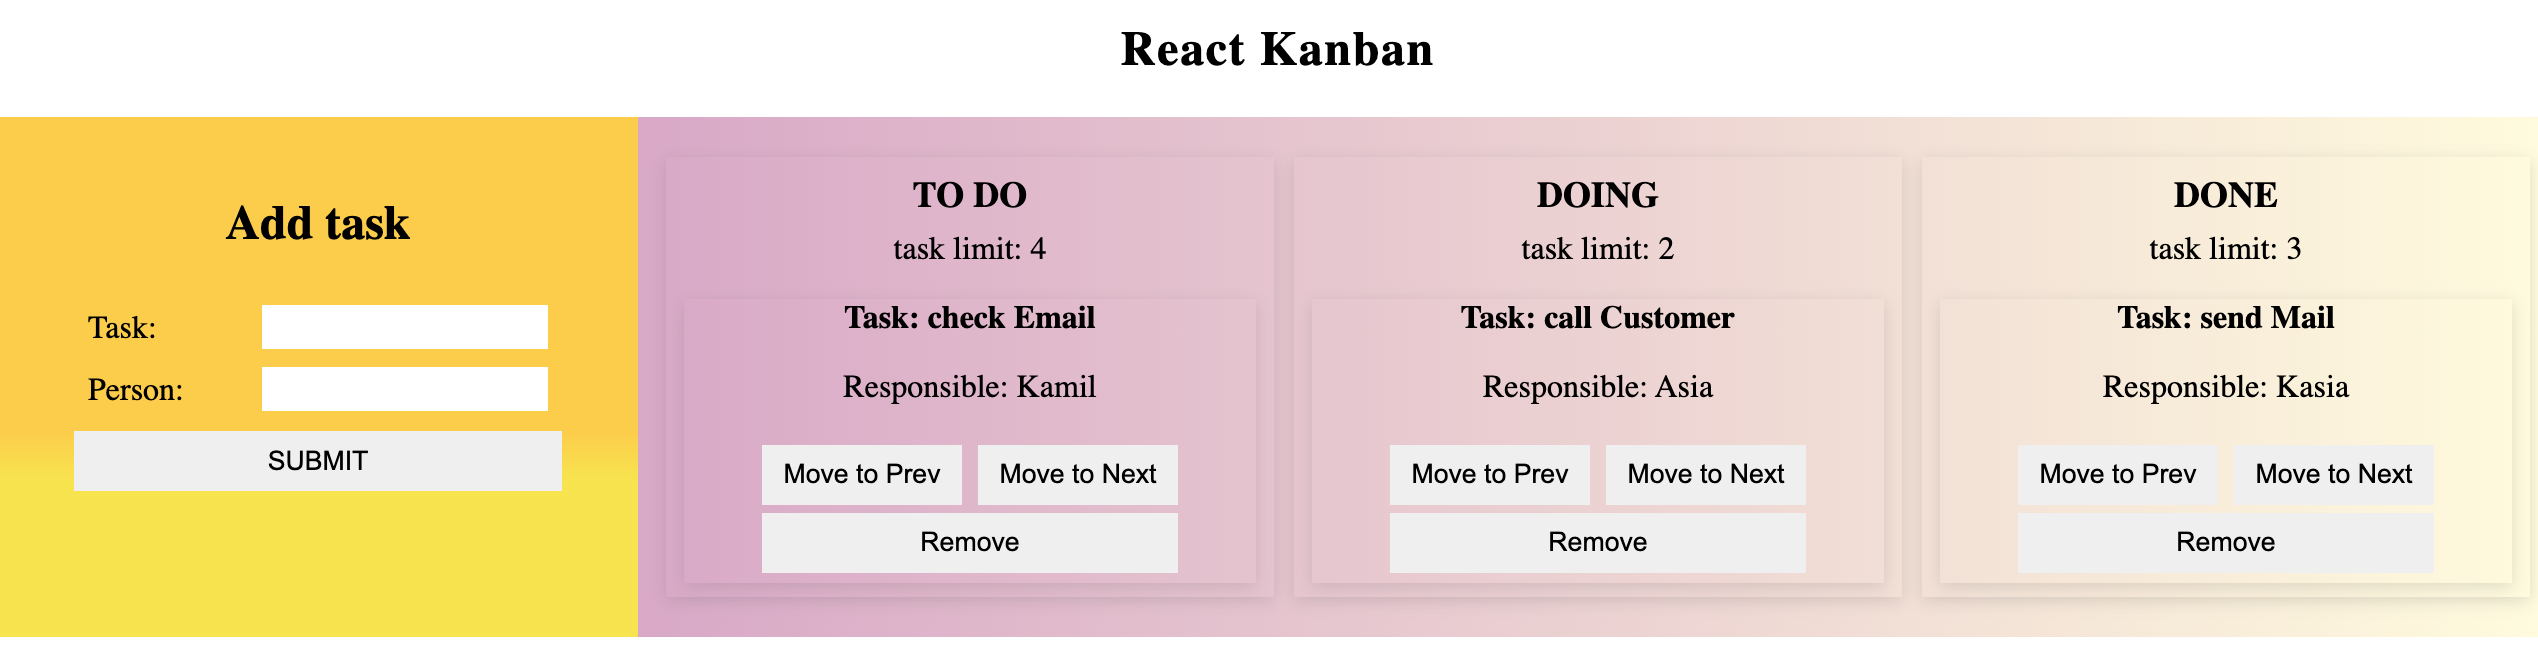 React Kanban
Add task
Task:
Person:
SUBMIT
TO DO
task limit: 4
Task: check Email
Responsible: Kamil
Move to Prev Move to Next
Remove
DOING
task limit: 2
Task: call Customer
Responsible: Asia
Move to Prev Move to Next
Remove
DONE
task limit: 3
Task: send Mail
Responsible: Kasia
Move to Prev Move to Next
Remove